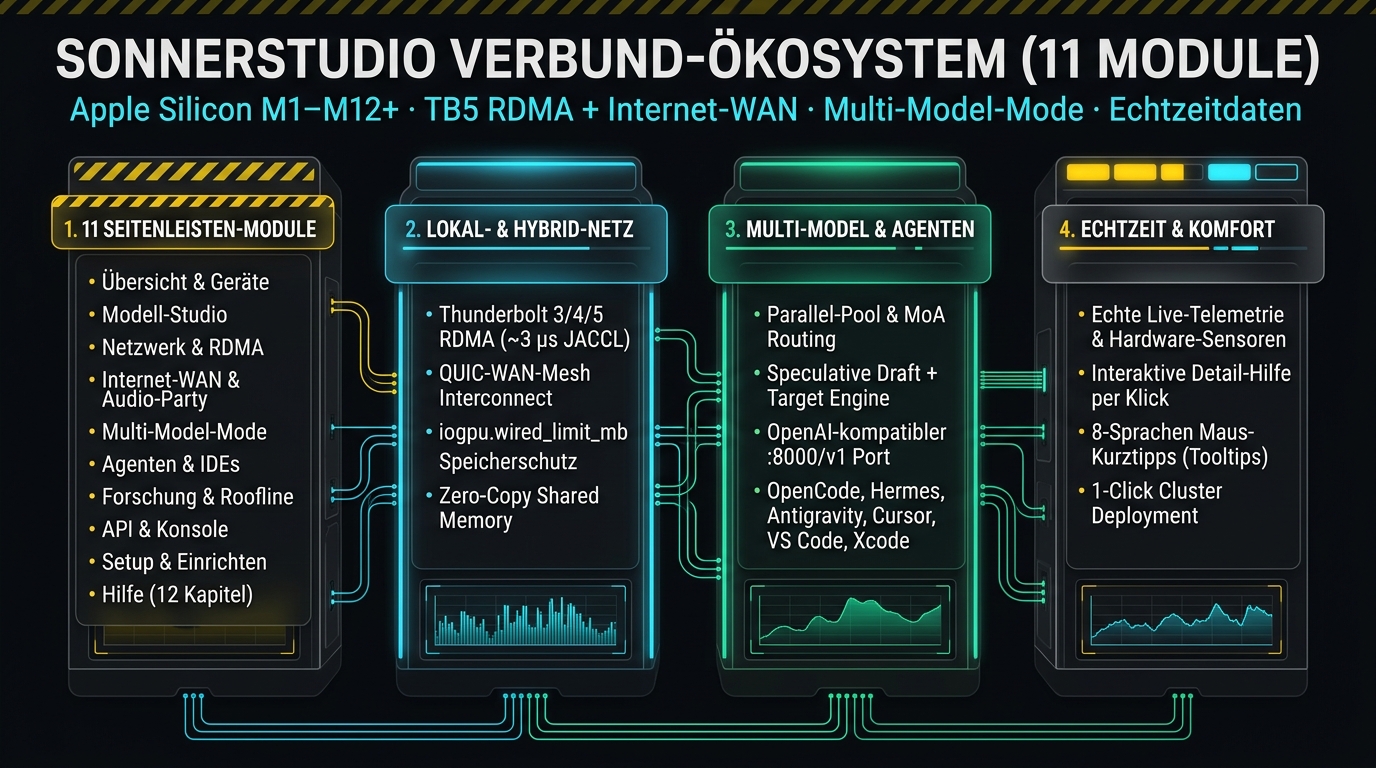 SONNERSTUDIO VERBUND-ÖKOSYSTEM (11 MODULE)
Apple Silicon M1–M12+ · TB5 RDMA + Internet-WAN · Multi-Model-Mode · Echtzeitdaten
1. 11 SEITENLEISTEN-MODULE
• Übersicht & Geräte
• Modell-Studio
• Netzwerk & RDMA
• Internet-WAN &
Audio-Party
• Multi-Model-Mode
• Agenten & IDEs
• Forschung & Roofline
• API & Konsole
• Setup & Einrichten
• Hilfe (12 Kapitel)
2. LOKAL- & HYBRID-NETZ
• Thunderbolt 3/4/5
RDMA (~3 µs JACCL)
• QUIC-WAN-Mesh
Interconnect
• iogpu.wired_limit_mb
Speicherschutz
• Zero-Copy Shared
Memory
3. MULTI-MODEL & AGENTEN
• Parallel-Pool & MoA
Routing
• Speculative Draft +
Target Engine
• OpenAI-kompatibler
:8000/v1 Port
• OpenCode, Hermes,
Antigravity, Cursor,
VS Code, Xcode
4. ECHTZEIT & KOMFORT
• Echte Live-Telemetrie
& Hardware-Sensoren
• Interaktive Detail-Hilfe
per Klick
• 8-Sprachen Maus-
Kurztipps (Tooltips)
• 1-Click Cluster
Deployment